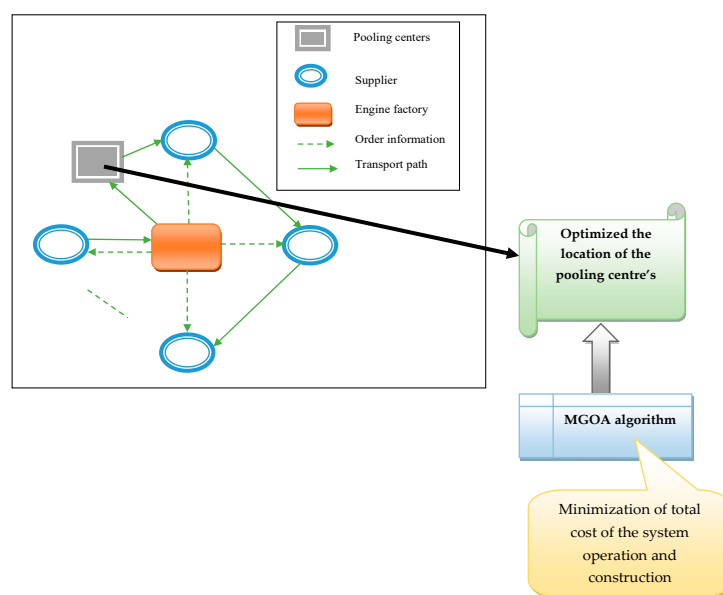 Pooling centers
Supplier
Engine factory
Order information
Transport path
Optimized the
location of the
pooling centre's
MGOA algorithm
Minimization of total
cost of the system
operation and
construction